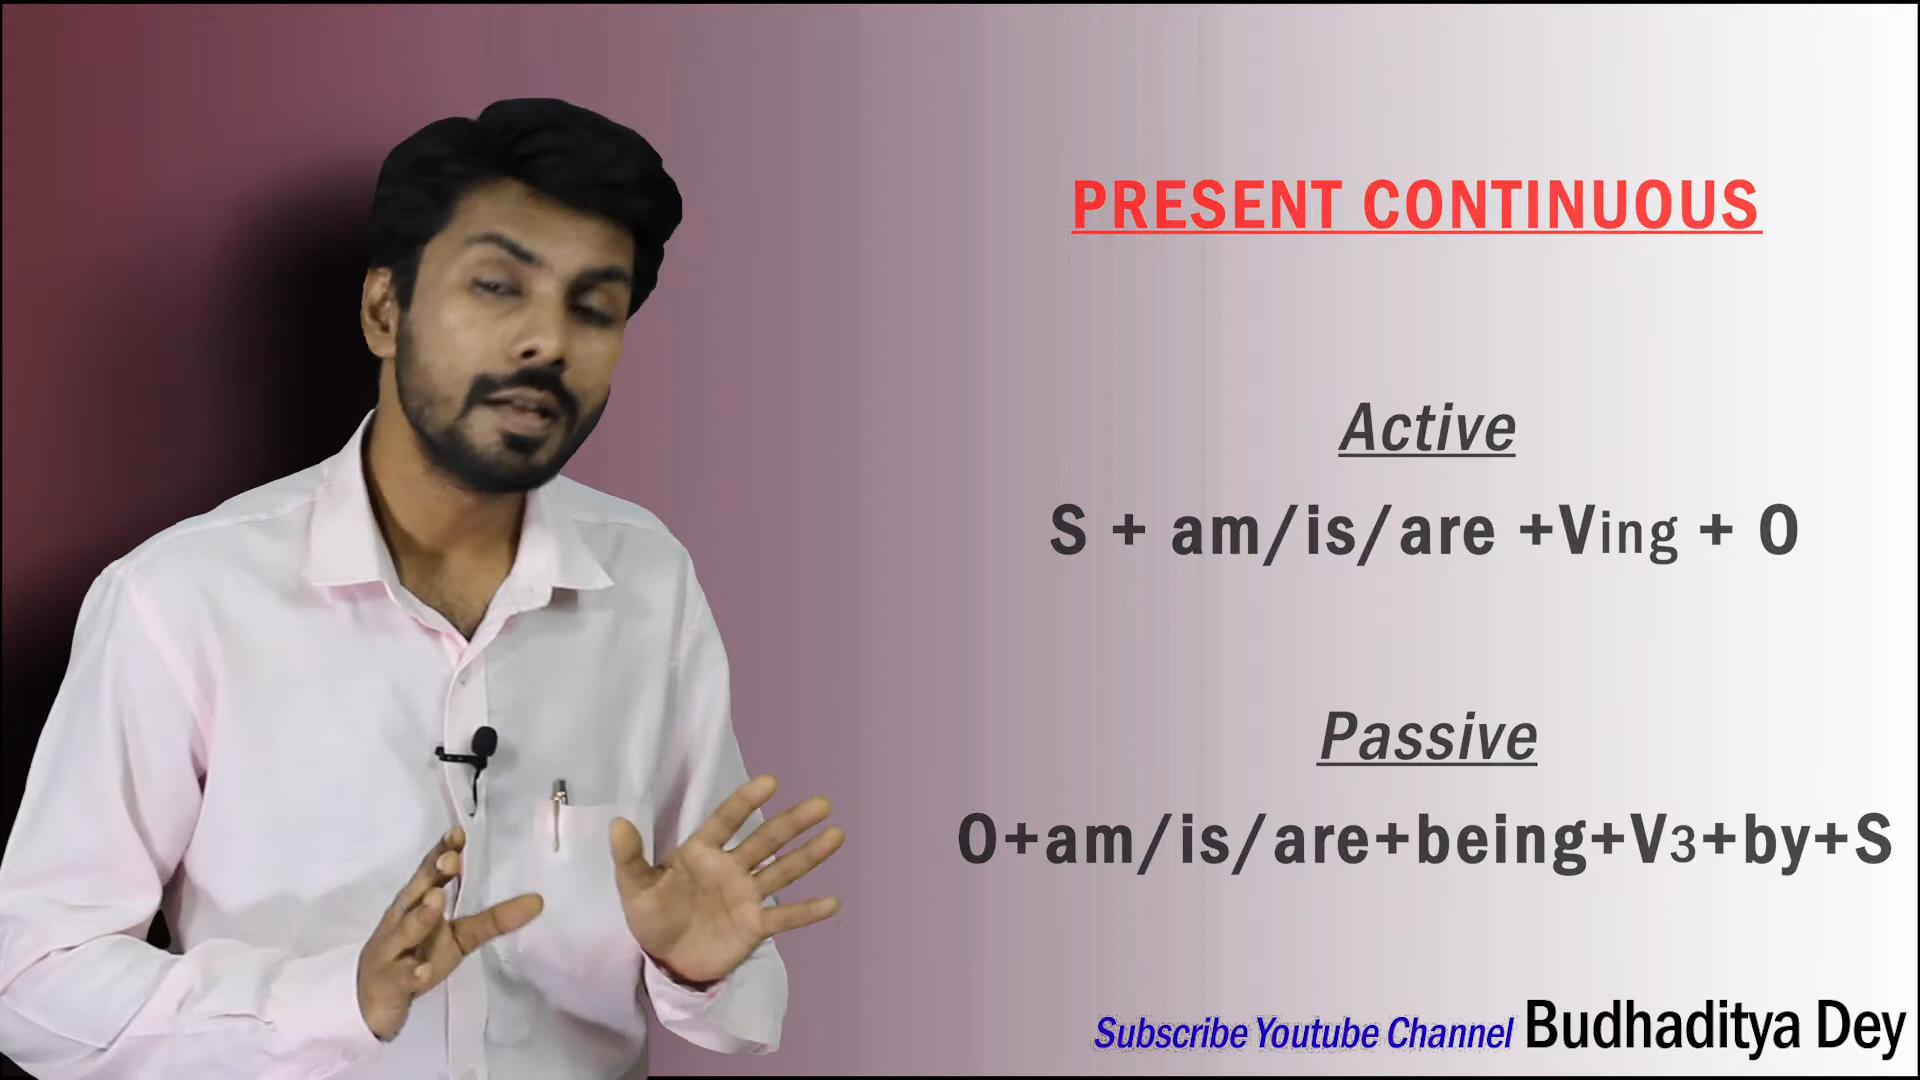 PRESENT CONTINUOUS
Active
S + am/is/are +Ving + O
Passive
O+am/is/are+being+V3+by+S
Subscribe Youtube Channel Budhaditya Dey